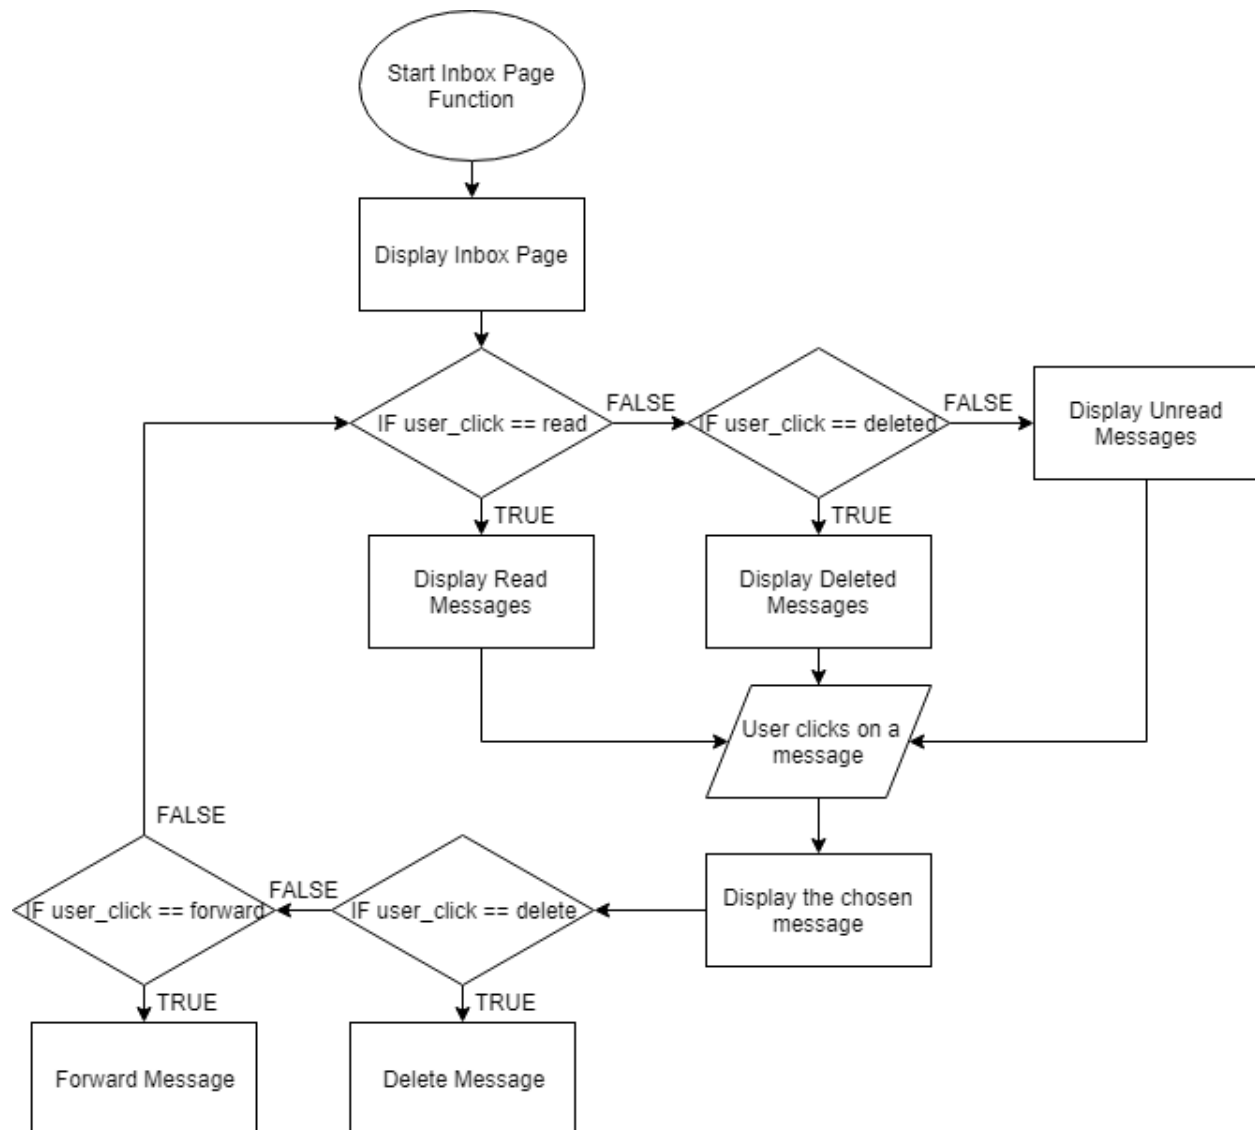 Start Inbox Page
Function
Display Inbox Page
IF user_click == read
FALSE
IF user_click == deleted
FALSE
Display Unread
Messages
TRUE
TRUE
Display Read
Messages
Display Deleted
Messages
User clicks on a
message
FALSE
IF user_click == forward
FALSE
IF user_click == delete
Display the chosen
message
TRUE
TRUE
Forward Message
Delete Message